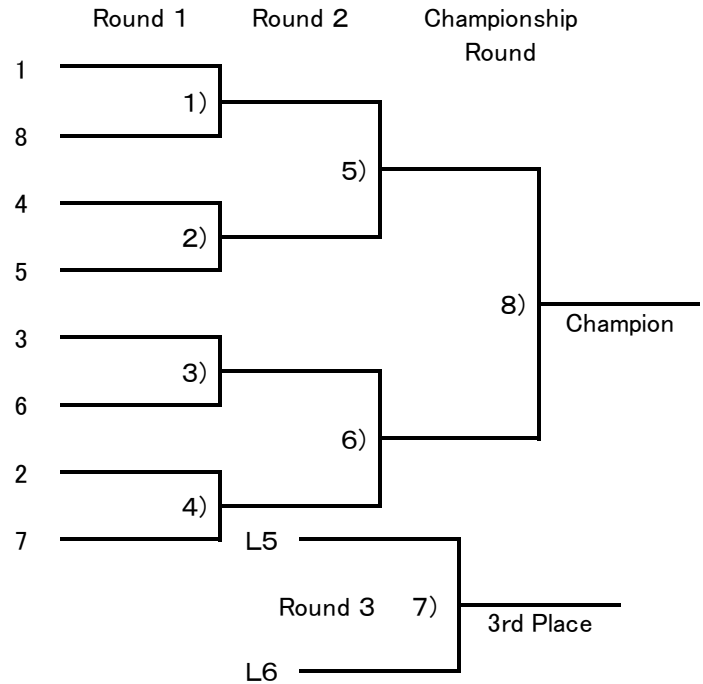 Round 1
Round 2
Championship
Round
1
1)
8
5)
4
2)
5
8)
Champion
3
3)
6
6)
2
4)
7
L5
Round 3
7)
3rd Place
L6